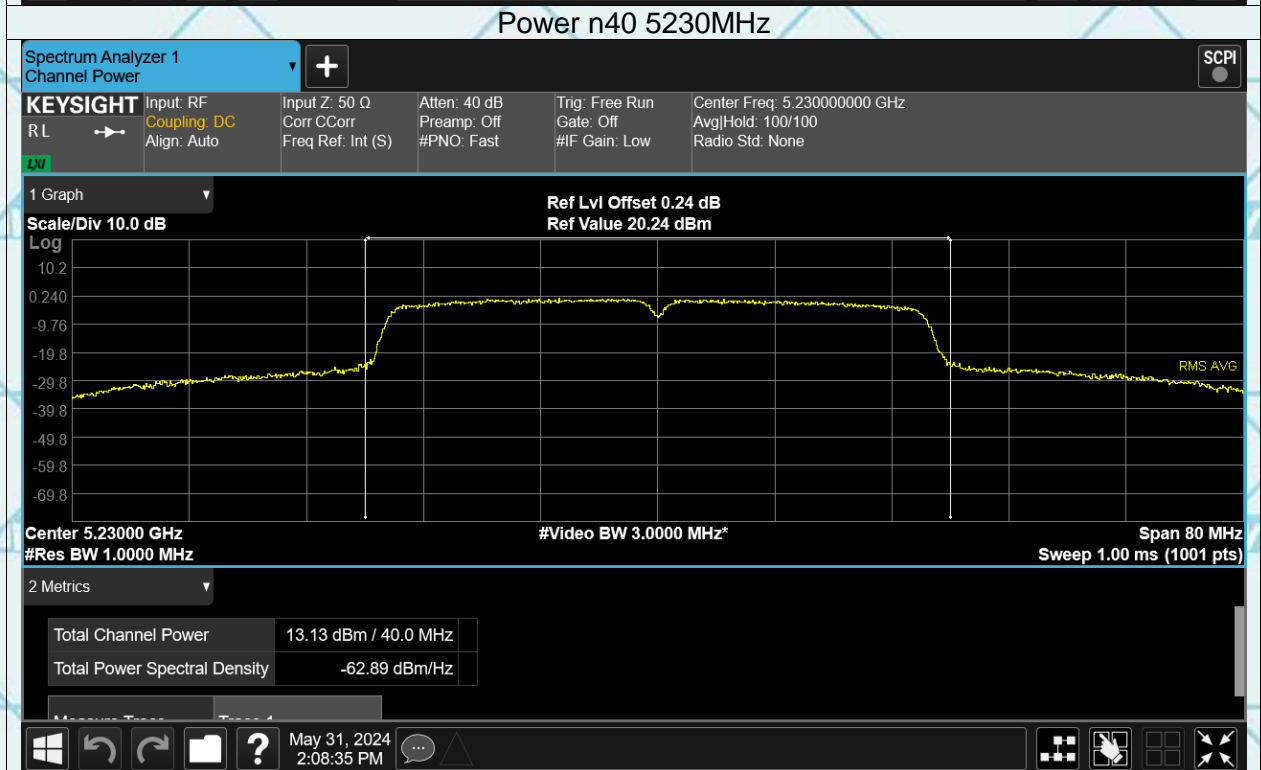 Power n40 5230MHz
Spectrum Analyzer 1
Channel Power
SCPI
KEYSIGHT
R L
LXI
Input: RF
Coupling: DC
Align: Auto
Input Z: 50 Ω
Corr CCorr
Freq Ref: Int (S)
Atten: 40 dB
Preamp: Off
#PNO: Fast
Trig: Free Run
Gate: Off
#IF Gain: Low
Center Freq: 5.230000000 GHz
Avg|Hold: 100/100
Radio Std: None
1 Graph
Scale/Div 10.0 dB
Ref Lvl Offset 0.24 dB
Ref Value 20.24 dBm
Log
10.2
0.240
-9.76
-19.8
-29.8
-39.8
-49.8
-59.8
-69.8
RMS AVG
Center 5.23000 GHz
#Video BW 3.0000 MHz*
Span 80 MHz
#Res BW 1.0000 MHz
Sweep 1.00 ms (1001 pts)
2 Metrics
Total Channel Power 13.13 dBm / 40.0 MHz
Total Power Spectral Density -62.89 dBm/Hz
Measure Trace Trace 1
May 31, 2024
2:08:35 PM